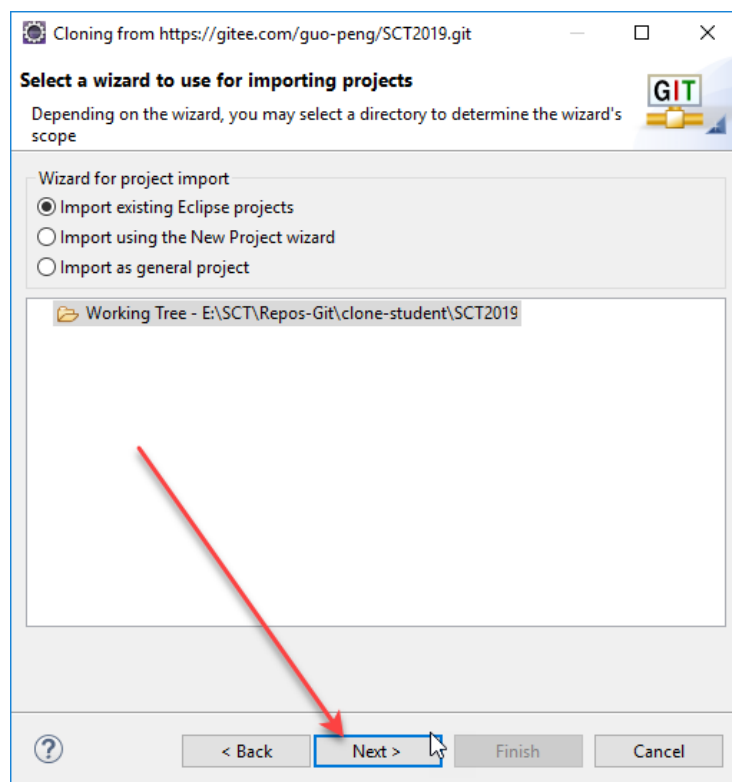 Cloning from https://gitee.com/guo-peng/SCT2019.git
Select a wizard to use for importing projects
Depending on the wizard, you may select a directory to determine the wizard's
scope
GIT
Wizard for project import
Import existing Eclipse projects
Import using the New Project wizard
Import as general project
Working Tree - E:\SCT\Repos-Git\clone-student\SCT2019
? < Back Next > Finish Cancel